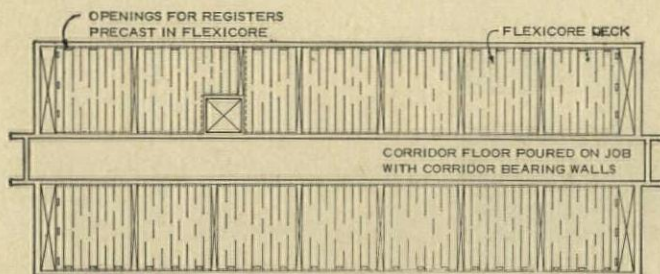 OPENINGS FOR REGISTERS
PRECAST IN FLEXICORE
FLEXICORE DECK
CORRIDOR FLOOR POURED ON JOB
WITH CORRIDOR BEARING WALLS